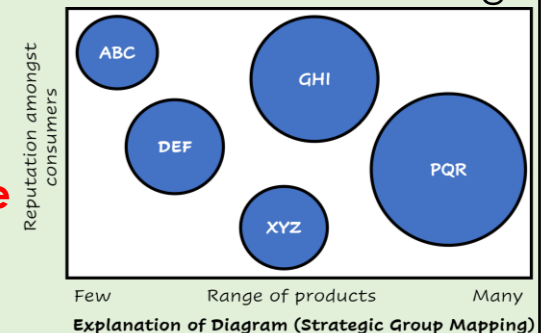 ABC
GHI
DEF
PQR
XYZ
Reputation amongst
consumers
Few
Range of products
Many
Explanation of Diagram (Strategic Group Mapping)